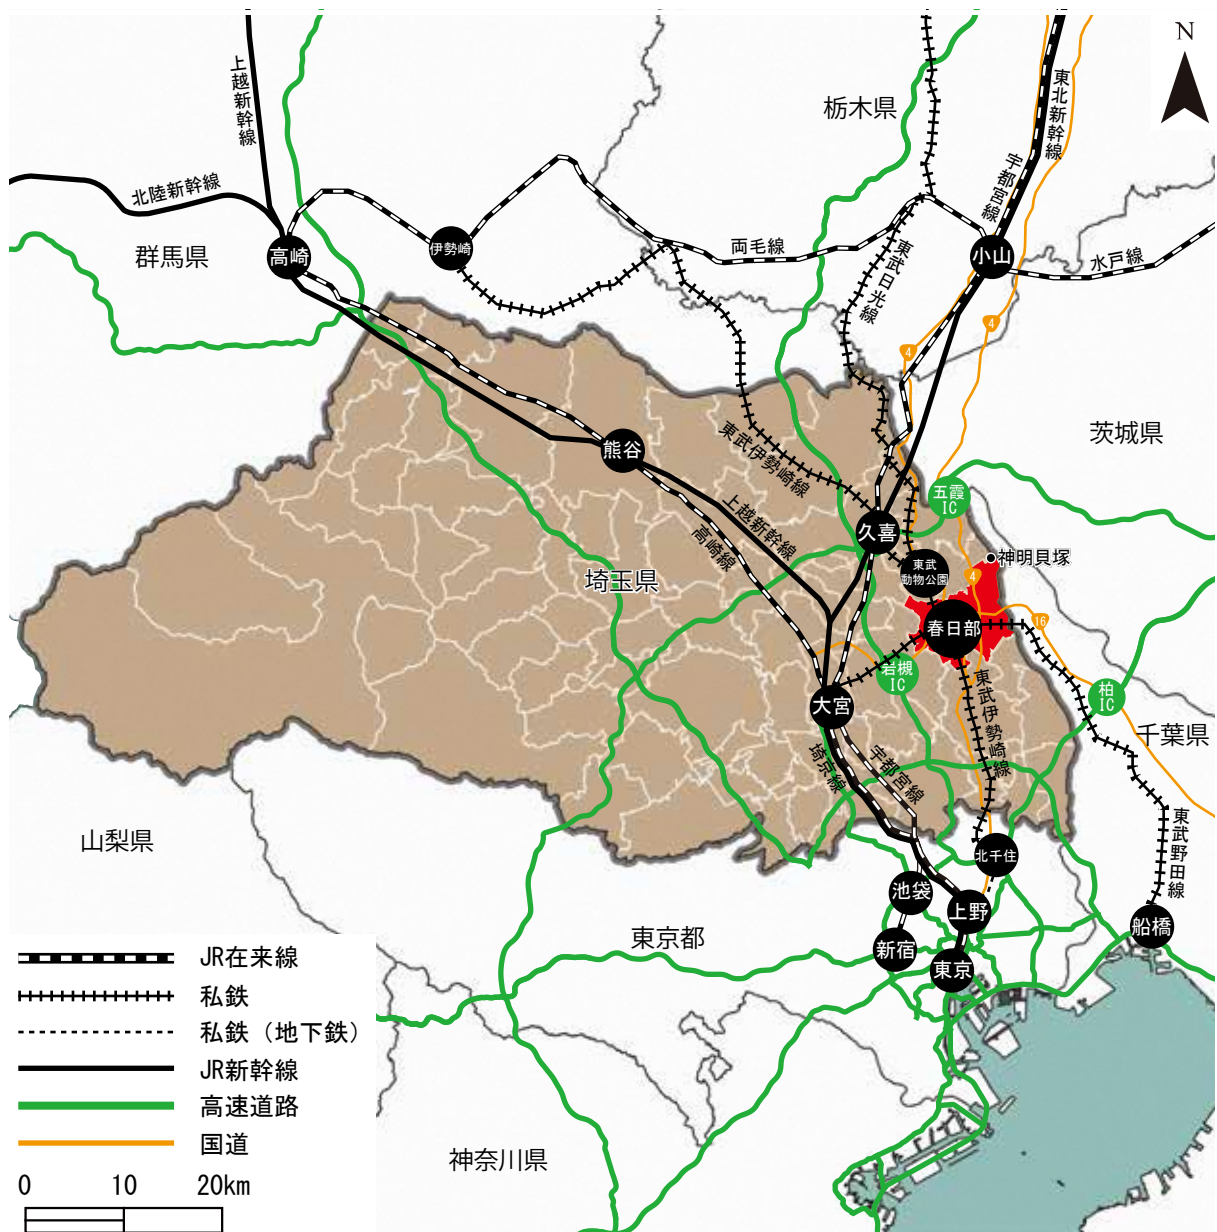 N
上越新幹線
北陸新幹線
群馬県
高崎
伊勢崎
栃木県
東北新幹線
宇都宮線
両毛線
東武日光線
小山
水戸線
4
4
茨城県
熊谷
東武伊勢崎線
上越新幹線
高崎線
久喜
五霞
IC
東武
動物公園
神明貝塚
4
埼玉県
春日部
16
岩槻
IC
柏
IC
大宮
東武伊勢崎線
千葉県
埼京線
宇都宮線
山梨県
北千住
東武野田線
池袋
上野
船橋
東京都
新宿
東京
神奈川県
JR在来線
私鉄
私鉄（地下鉄）
JR新幹線
高速道路
国道
0 10 20km